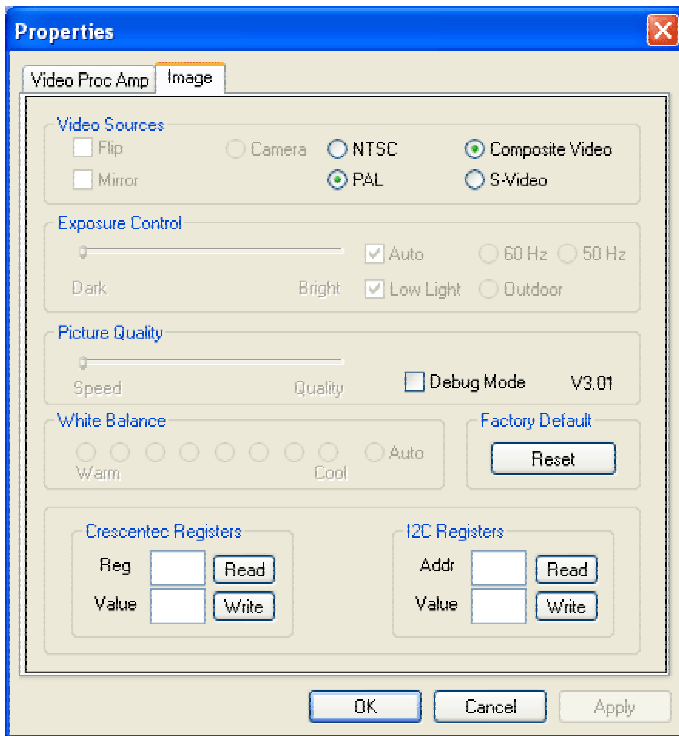 Properties
Video Proc Amp Image
Video Sources
Flip Camera NTSC Composite Video
Mirror PAL S-Video
Exposure Control
Auto 60 Hz 50 Hz
Dark Bright Low Light Outdoor
Picture Quality
Speed Quality Debug Mode V3.01
White Balance Factory Default
Auto Reset
Warm Cool
Crescentec Registers I2C Registers
Reg Read Addr Read
Value Write Value Write
OK Cancel Apply